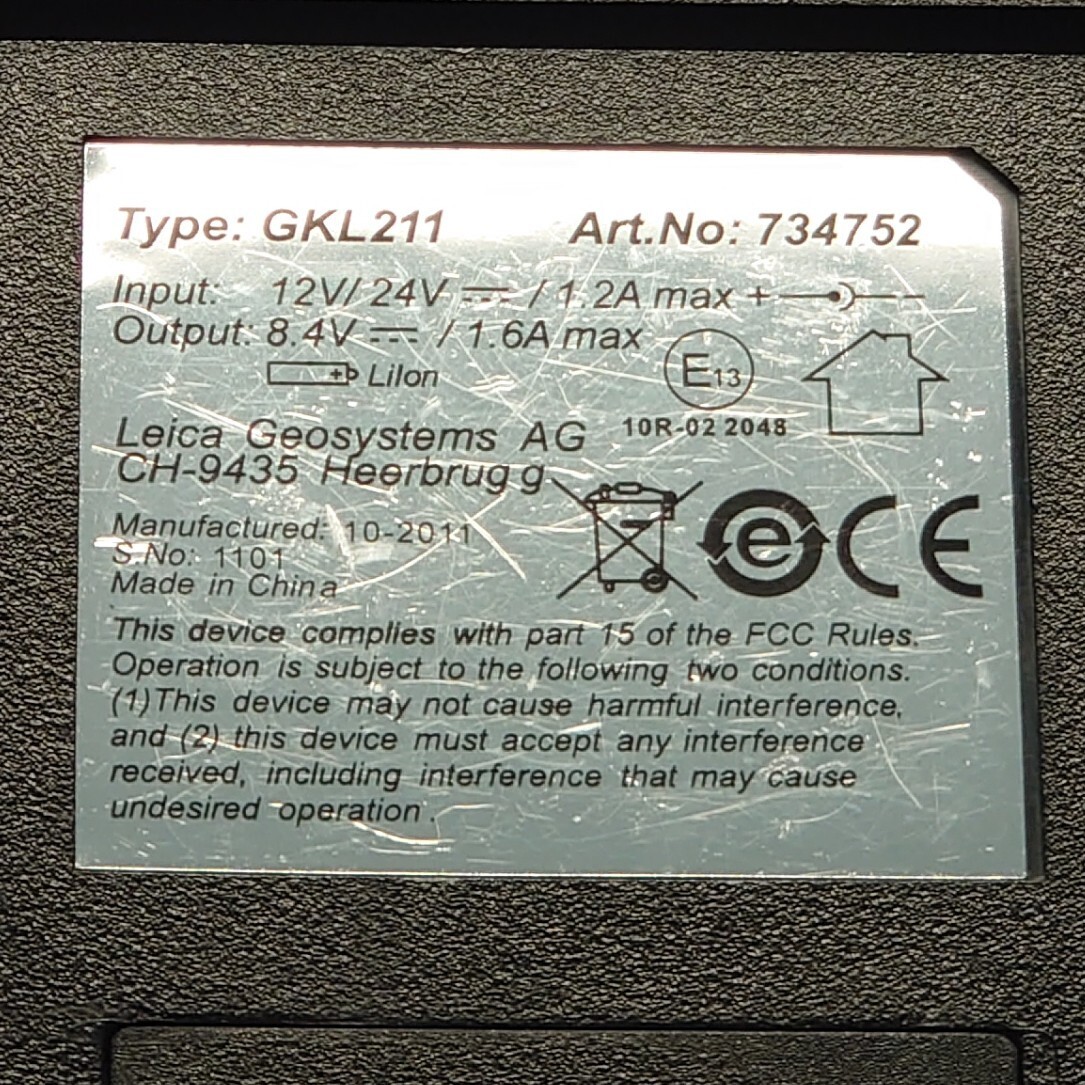 Type: GKL211 Art.No: 734752
Input: 12V/ 24V ⎓ / 1.2A max + −
Output: 8.4V ⎓ / 1.6A max
+ LiIon
E13
10R-02 2048
Leica Geosystems AG
CH-9435 Heerbrug g
Manufactured: 10-2011
S.No: 1101
Made in China
e CE
This device complies with part 15 of the FCC Rules.
Operation is subject to the following two conditions.
(1)This device may not cause harmful interference,
and (2) this device must accept any interference
received, including interference that may cause
undesired operation .